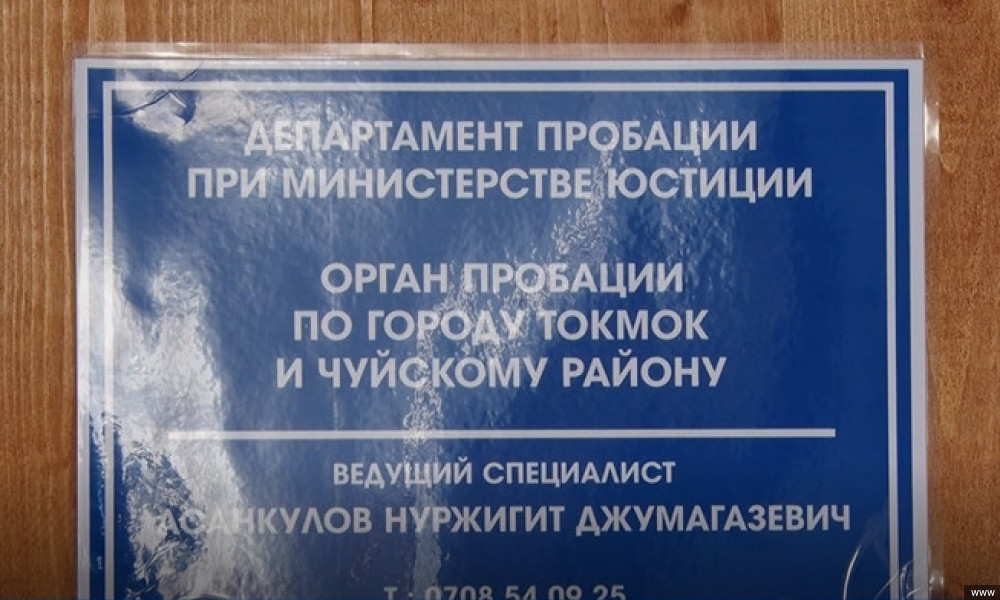 ДЕПАРТАМЕНТ ПРОБАЦИИ
ПРИ МИНИСТЕРСТВЕ ЮСТИЦИИ
ОРГАН ПРОБАЦИИ
ПО ГОРОДУ ТОКМОК
И ЧУЙСКОМУ РАЙОНУ
ВЕДУЩИЙ СПЕЦИАЛИСТ
НУРЖИГИТ ДЖУМАГАЗЕВИЧ
Т.: 0708 54 09 25
www